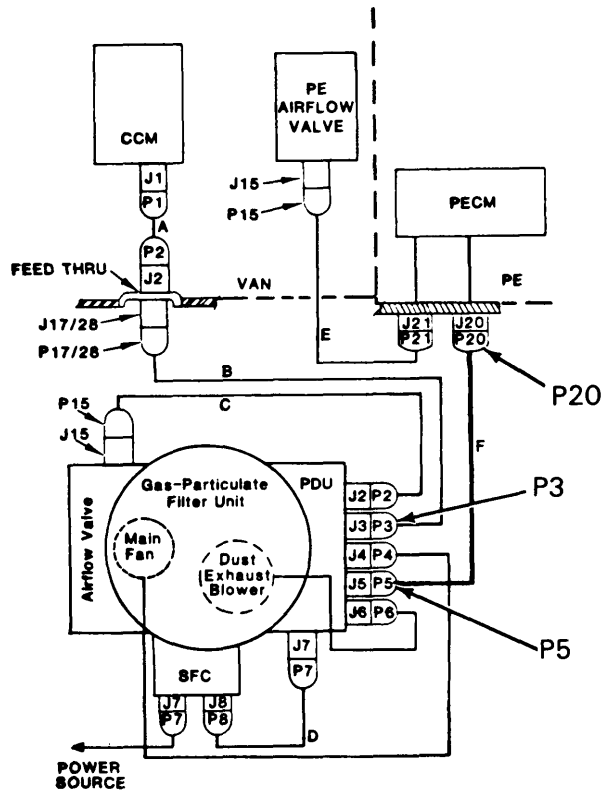 CCM
J1
P1
A
P2
J2
FEED THRU
J17/28
P17/28
PE
AIRFLOW
VALVE
J15
P15
VAN
PECM
PE
J21
P21
J20
P20
P20
E
B
C
F
P15
J15
Airflow Valve
Gas-Particulate
Filter Unit
PDU
Main
Fan
Dust
Exhaust
Blower
J2 P2
J3 P3
J4 P4
J5 P5
J6 P6
P3
P5
J7
P7
SFC
J7
P7
J8
P8
D
POWER
SOURCE